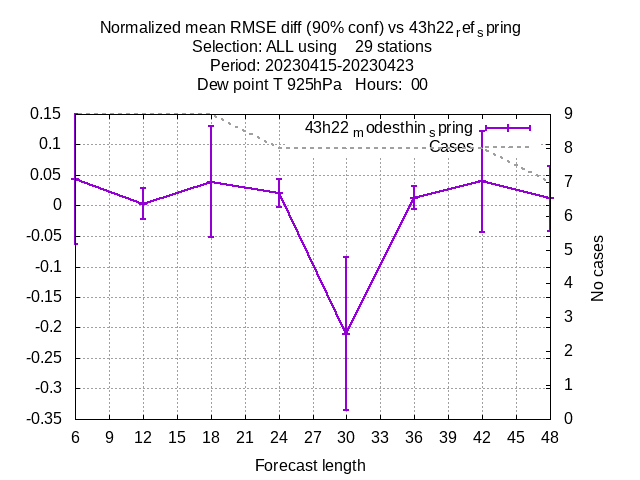 Normalized mean RMSE diff (90% conf) vs 43h22refspring
Selection: ALL using 29 stations
Period: 20230415-20230423
Dew point T 925hPa Hours: 00
43h22modesthinspring
Cases
0.15
0.1
0.05
0
-0.05
-0.1
-0.15
-0.2
-0.25
-0.3
-0.35
9
8
7
6
5
4
3
2
1
0
No cases
6 9 12 15 18 21 24 27 30 33 36 39 42 45 48
Forecast length